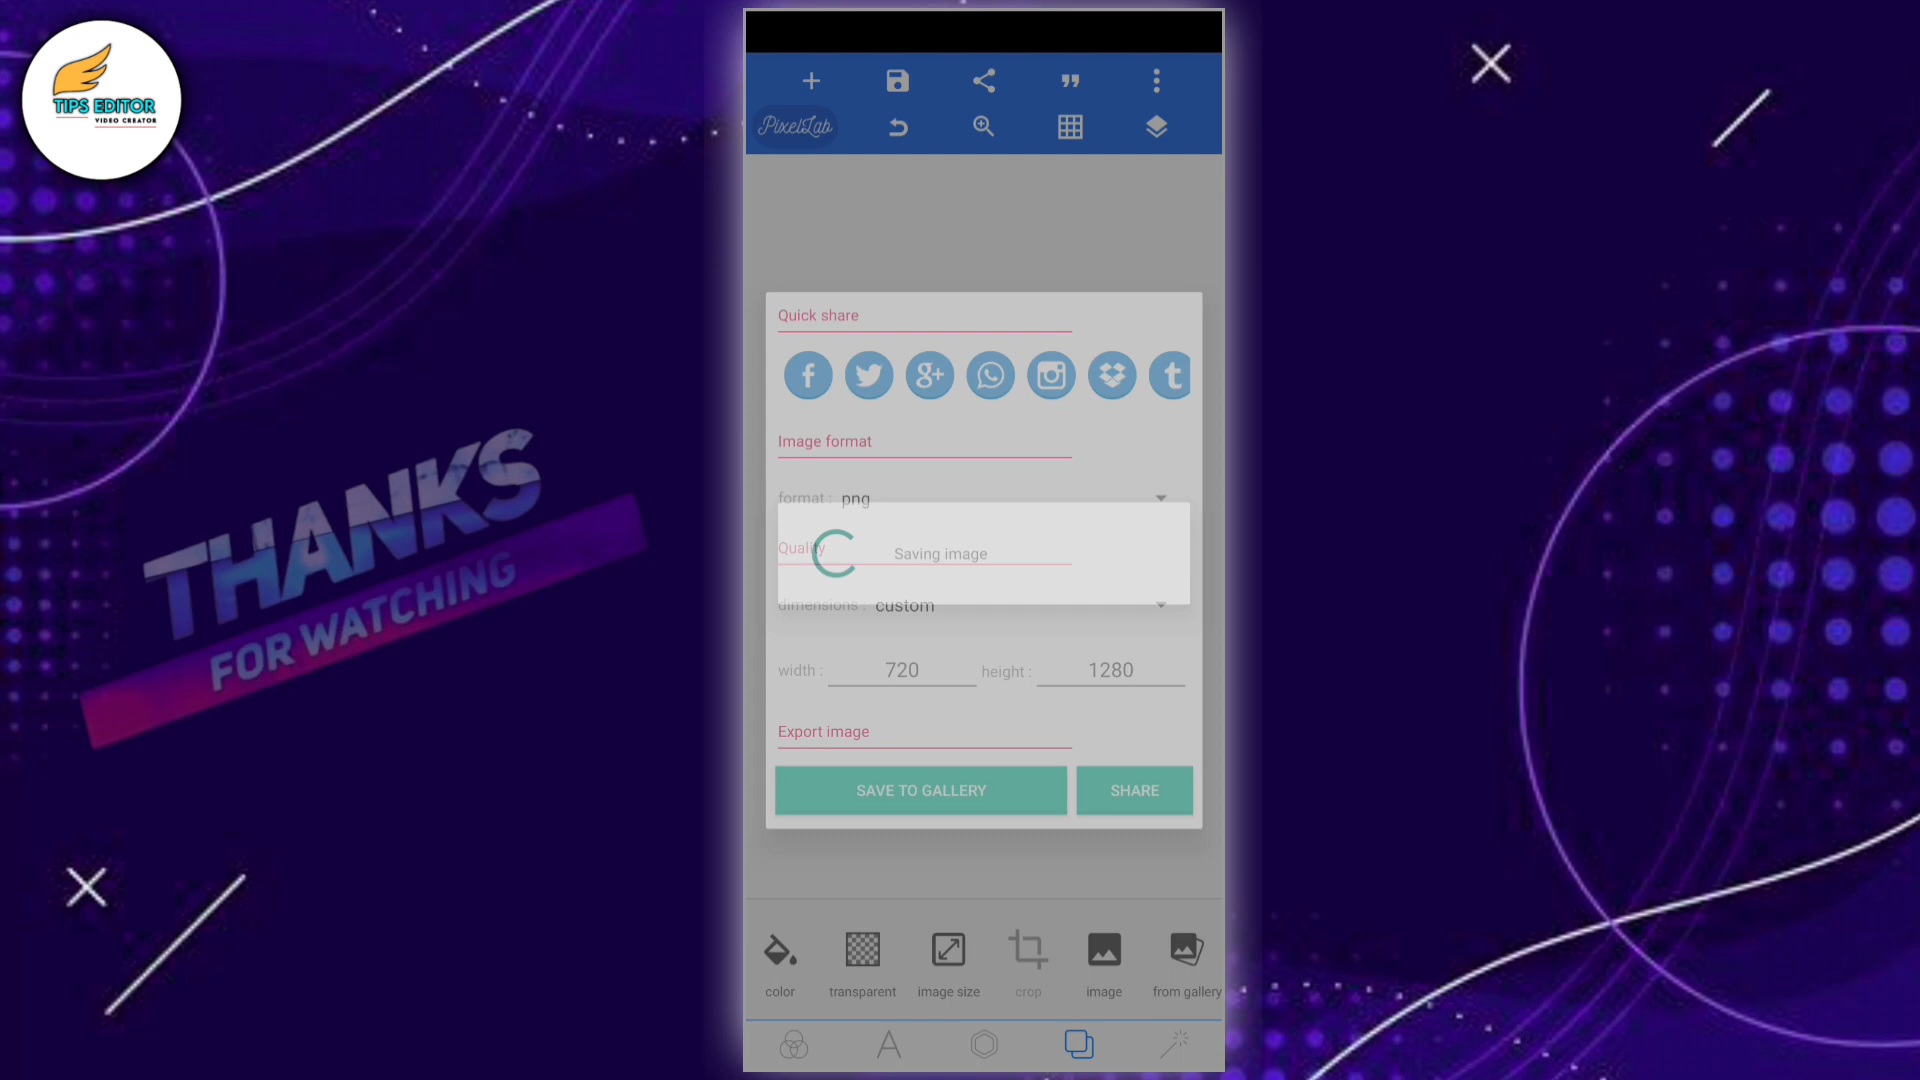 TIPS EDITOR
VIDEO CREATOR
THANKS
FOR WATCHING
PixelLab
Quick share
Image format
format : png
Quality
Saving image
dimensions : custom
width : 720 height : 1280
Export image
SAVE TO GALLERY SHARE
color transparent image size crop image from gallery